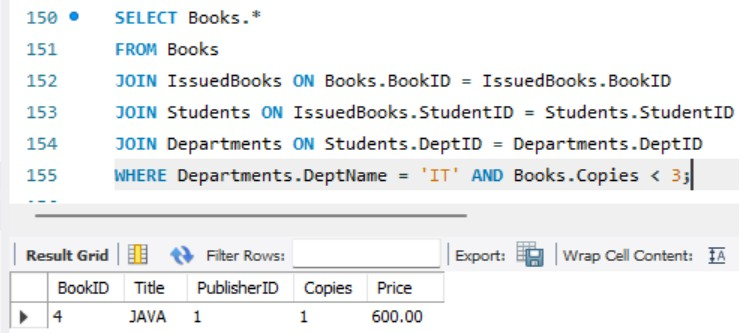 150 SELECT Books.*
151 FROM Books
152 JOIN IssuedBooks ON Books.BookID = IssuedBooks.BookID
153 JOIN Students ON IssuedBooks.StudentID = Students.StudentID
154 JOIN Departments ON Students.DeptID = Departments.DeptID
155 WHERE Departments.DeptName = 'IT' AND Books.Copies < 3;
Result Grid Filter Rows: Export: Wrap Cell Content: IA
BookID Title PublisherID Copies Price
4 JAVA 1 1 600.00